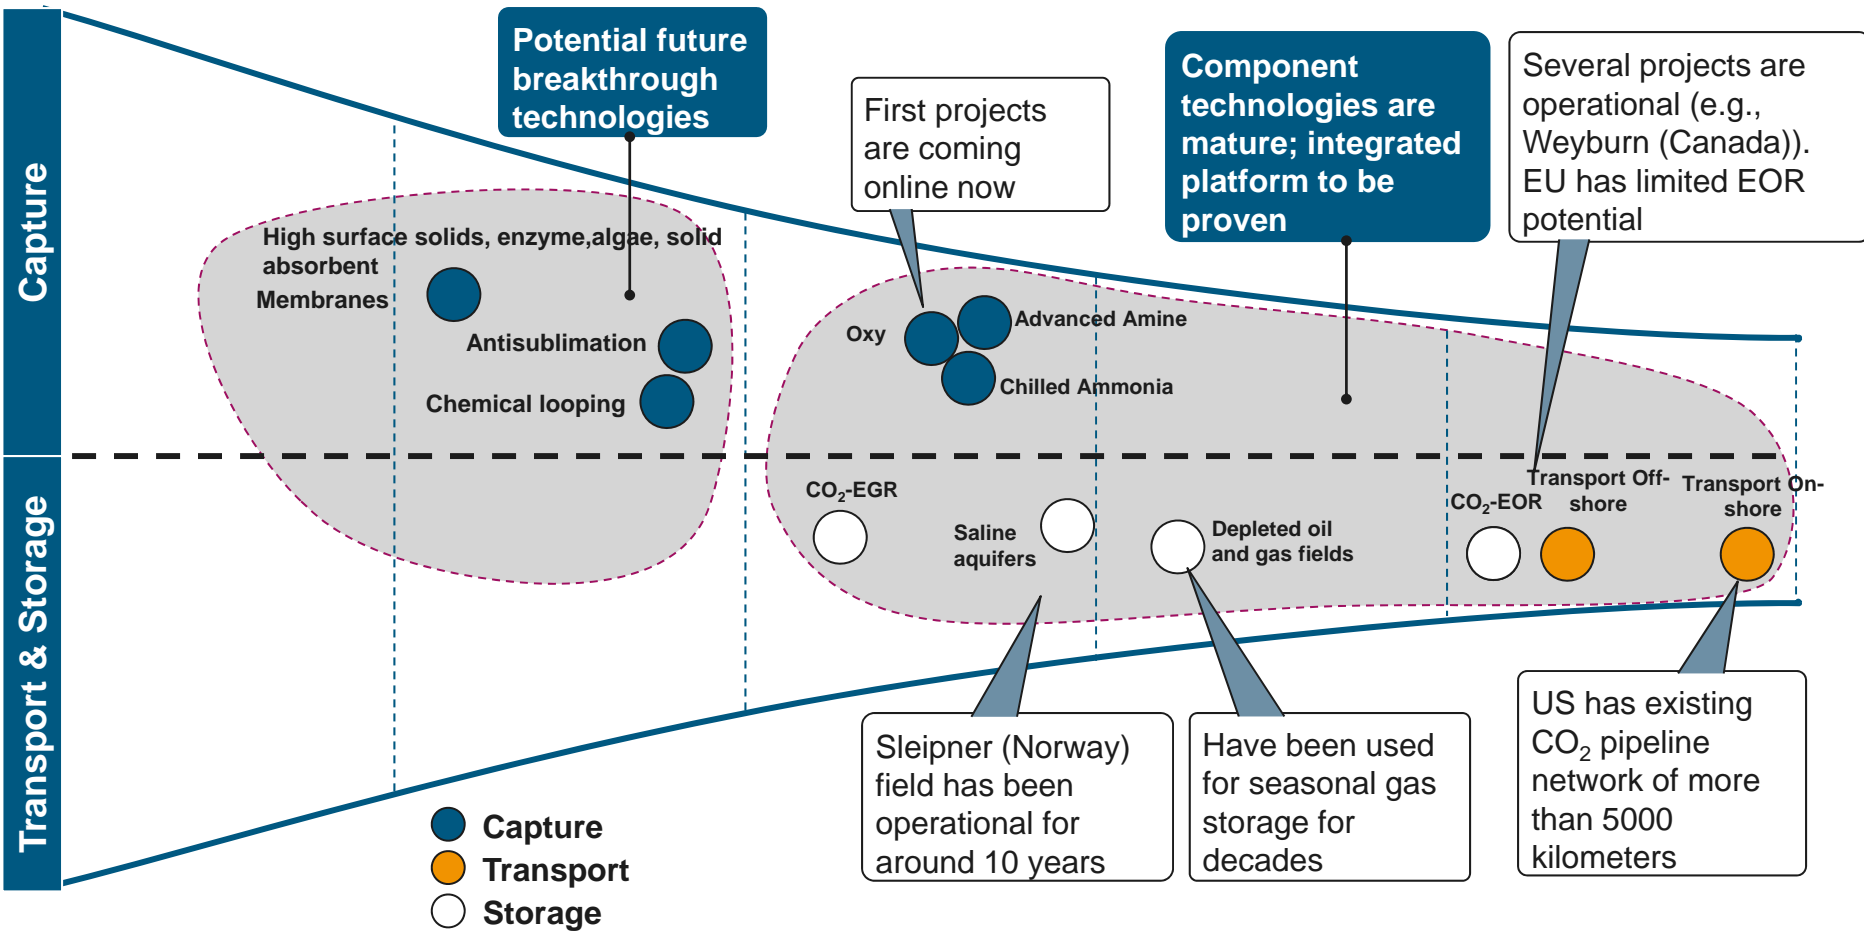 Capture
Transport & Storage
Potential future
breakthrough
technologies
First projects
are coming
online now
Component
technologies are
mature; integrated
platform to be
proven
Several projects are
operational (e.g.,
Weyburn (Canada)).
EU has limited EOR
potential
High surface solids, enzyme,algae, solid
absorbent
Membranes
Antisublimation
Chemical looping
Oxy
Advanced Amine
Chilled Ammonia
CO₂-EGR
Saline
aquifers
Depleted oil
and gas fields
CO₂-EOR
Transport Off-
shore
Transport On-
shore
Sleipner (Norway)
field has been
operational for
around 10 years
Have been used
for seasonal gas
storage for
decades
US has existing
CO₂ pipeline
network of more
than 5000
kilometers
Capture
Transport
Storage